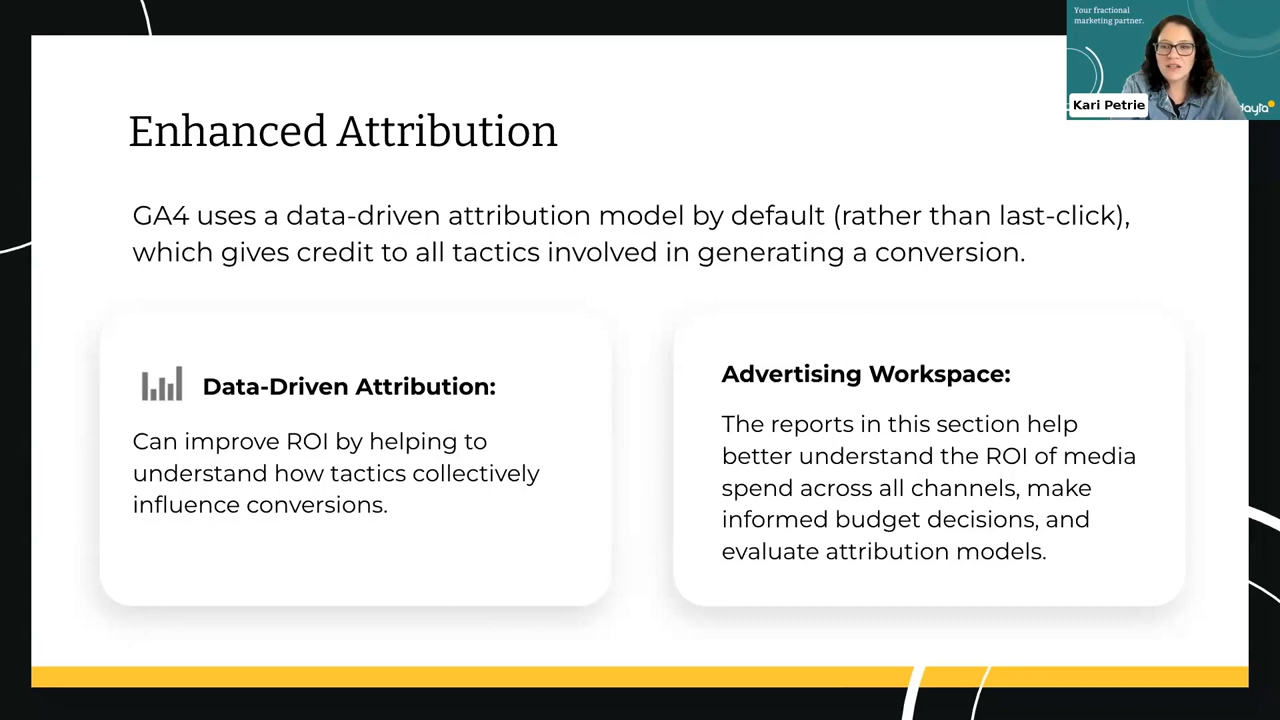 Your fractional
marketing partner.
Kari Petrie
Enhanced Attribution
GA4 uses a data-driven attribution model by default (rather than last-click),
which gives credit to all tactics involved in generating a conversion.
Data-Driven Attribution:
Can improve ROI by helping to
understand how tactics collectively
influence conversions.
Advertising Workspace:
The reports in this section help
better understand the ROI of media
spend across all channels, make
informed budget decisions, and
evaluate attribution models.